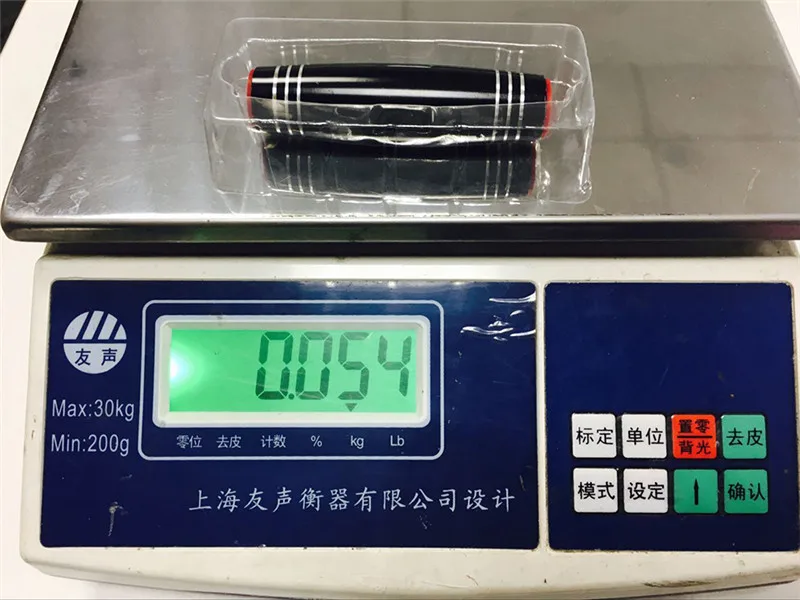 0.054
友声
Max:30kg
Min:200g
零位 去皮 计数 % kg Lb
上海友声衡器有限公司设计
标定 单位 置零 背光 去皮
模式 设定 确认